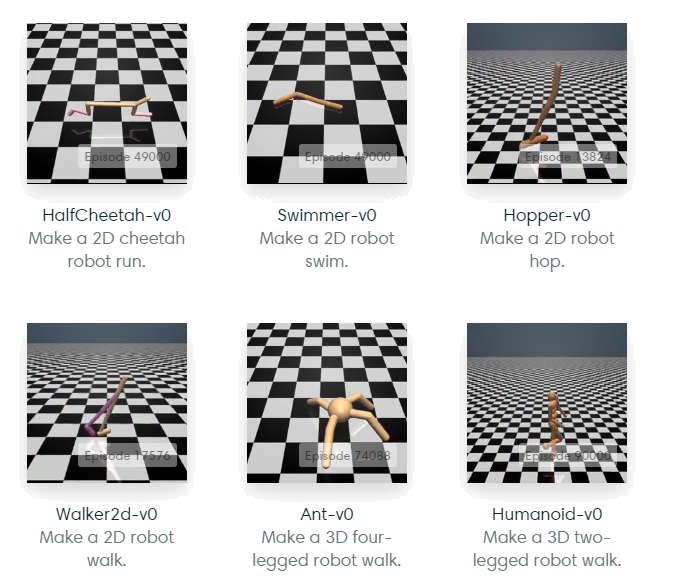 Episode 49000
Episode 49000
Episode 13824
HalfCheetah-v0
Make a 2D cheetah
robot run.
Swimmer-v0
Make a 2D robot
swim.
Hopper-v0
Make a 2D robot
hop.
Episode 17576
Episode 74088
Episode 90000
Walker2d-v0
Make a 2D robot
walk.
Ant-v0
Make a 3D four-
legged robot walk.
Humanoid-v0
Make a 3D two-
legged robot walk.